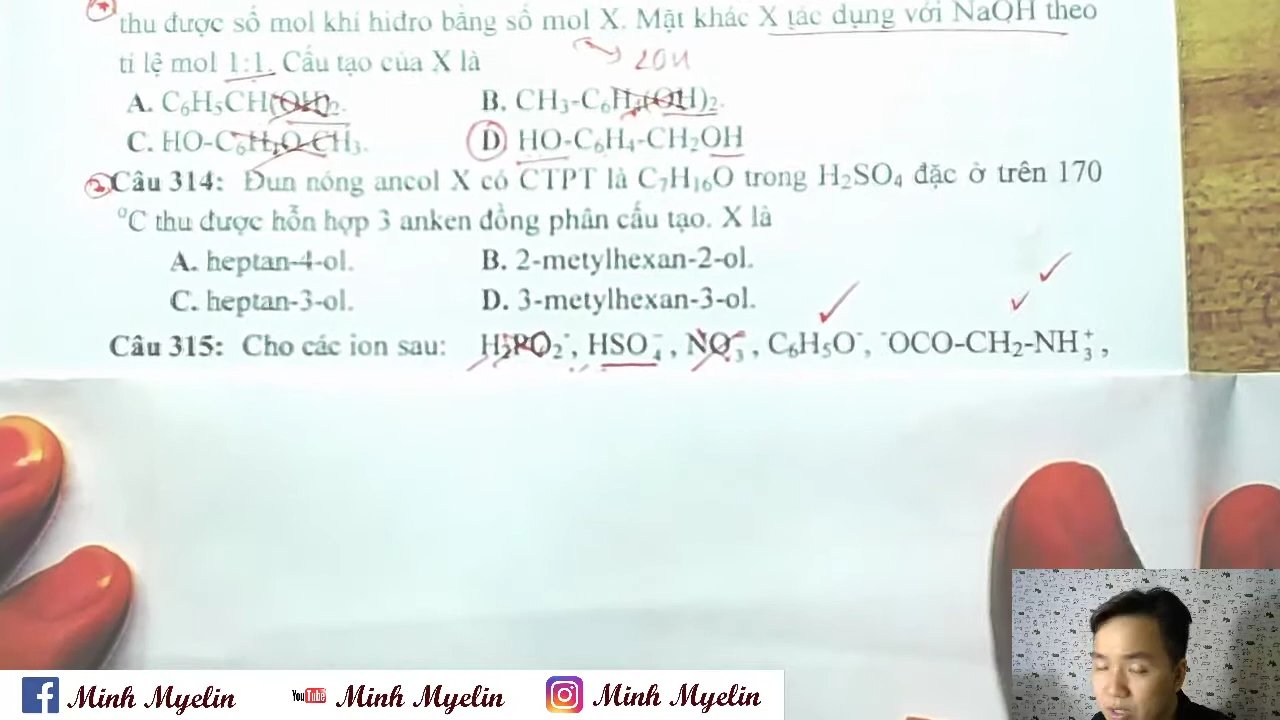 thu được số mol khí hiđro bằng số mol X. Mặt khác X tác dụng với NaOH theo
tỉ lệ mol 1:1. Cấu tạo của X là
2OH
A. C₆H₅CH(OH)₂. B. CH₃-C₆H₃(OH)₂.
C. HO-C₆H₄O-CH₃. D HO-C₆H₄-CH₂OH
Câu 314: Đun nóng ancol X có CTPT là C₇H₁₆O trong H₂SO₄ đặc ở trên 170
°C thu được hỗn hợp 3 anken đồng phân cấu tạo. X là
A. heptan-4-ol. B. 2-metylhexan-2-ol.
C. heptan-3-ol. D. 3-metylhexan-3-ol.
Câu 315: Cho các ion sau: H₂PO₂⁻, HSO₄⁻, NO₃⁻, C₆H₅O⁻, ⁻OCO-CH₂-NH₃⁺,
Minh Myelin YouTube Minh Myelin Minh Myelin